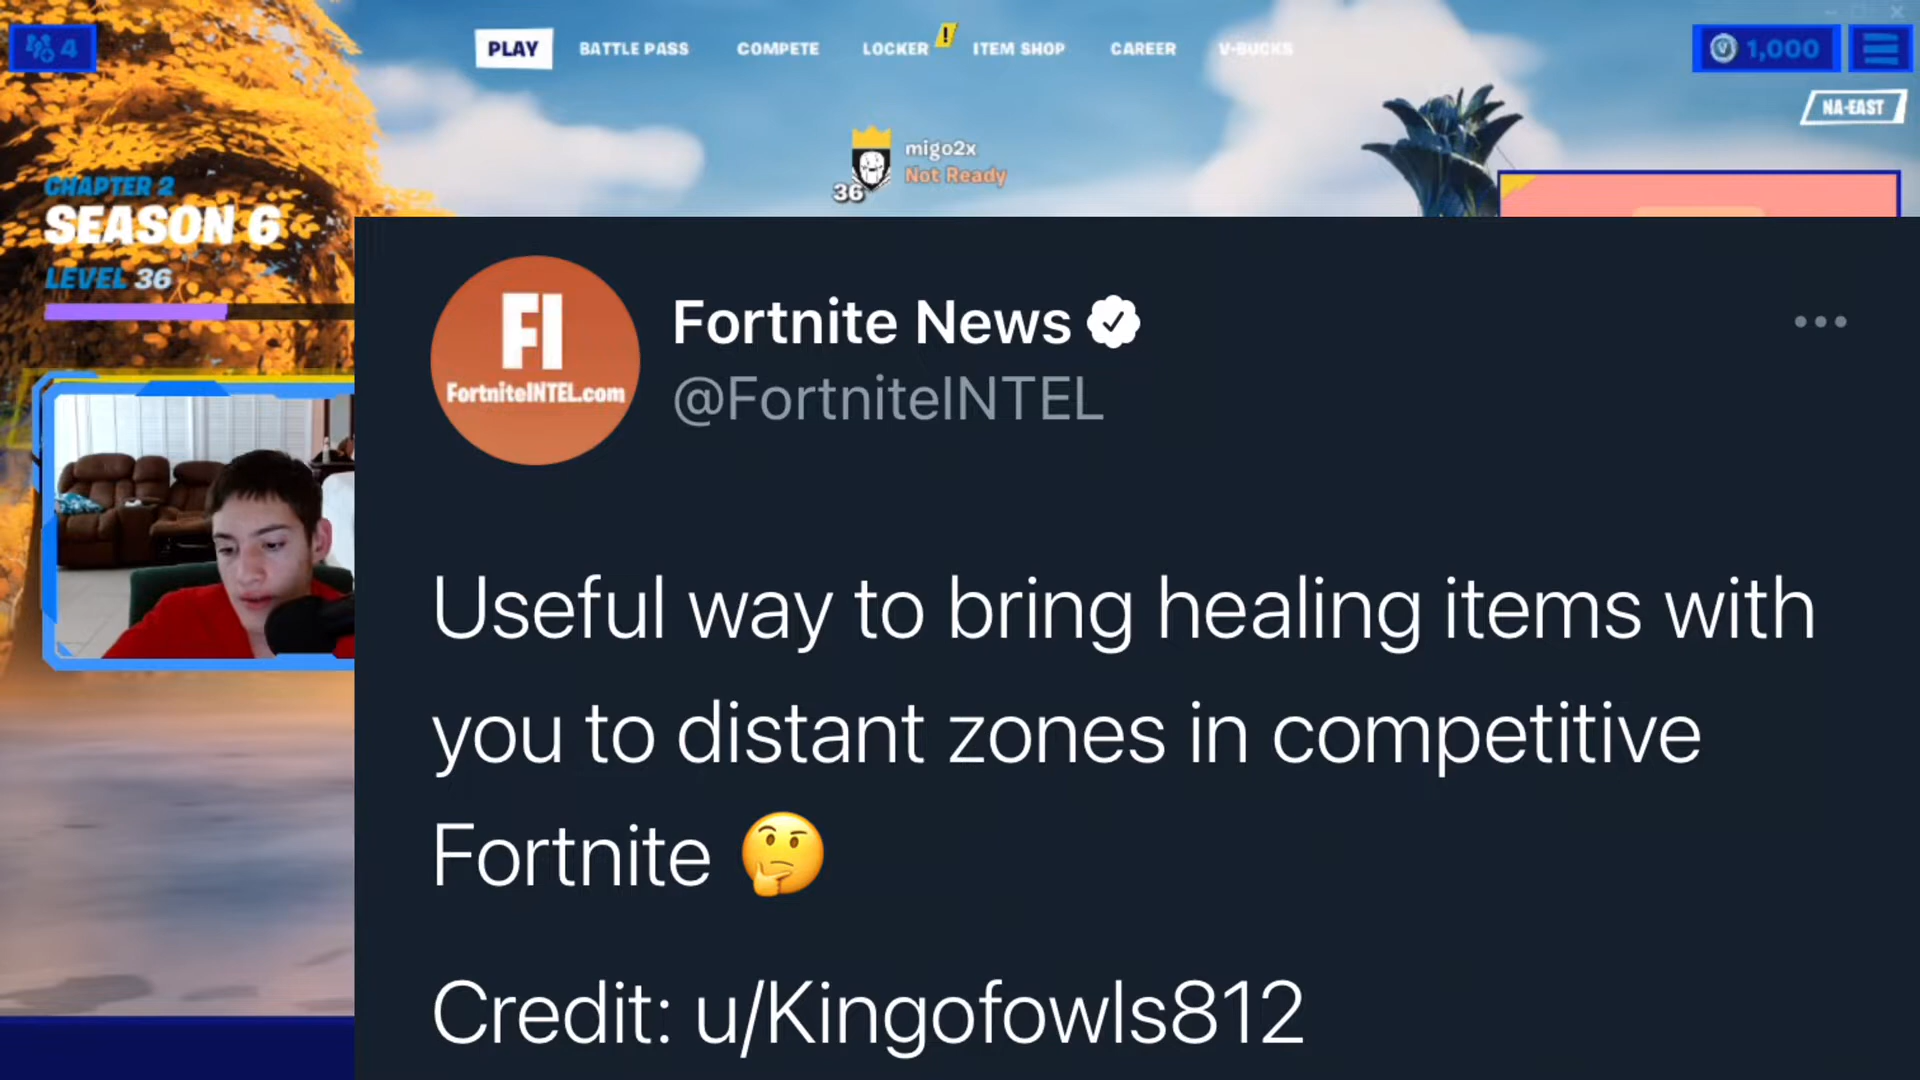 4
PLAY
BATTLE PASS
COMPETE
LOCKER
!
ITEM SHOP
CAREER
V-BUCKS
V 1,000
NA-EAST
migo2x
Not Ready
36
CHAPTER 2
SEASON 6
LEVEL 36
FI
FortniteINTEL.com
Fortnite News
@FortniteINTEL
Useful way to bring healing items with
you to distant zones in competitive
Fortnite 🤔
Credit: u/Kingofowls812